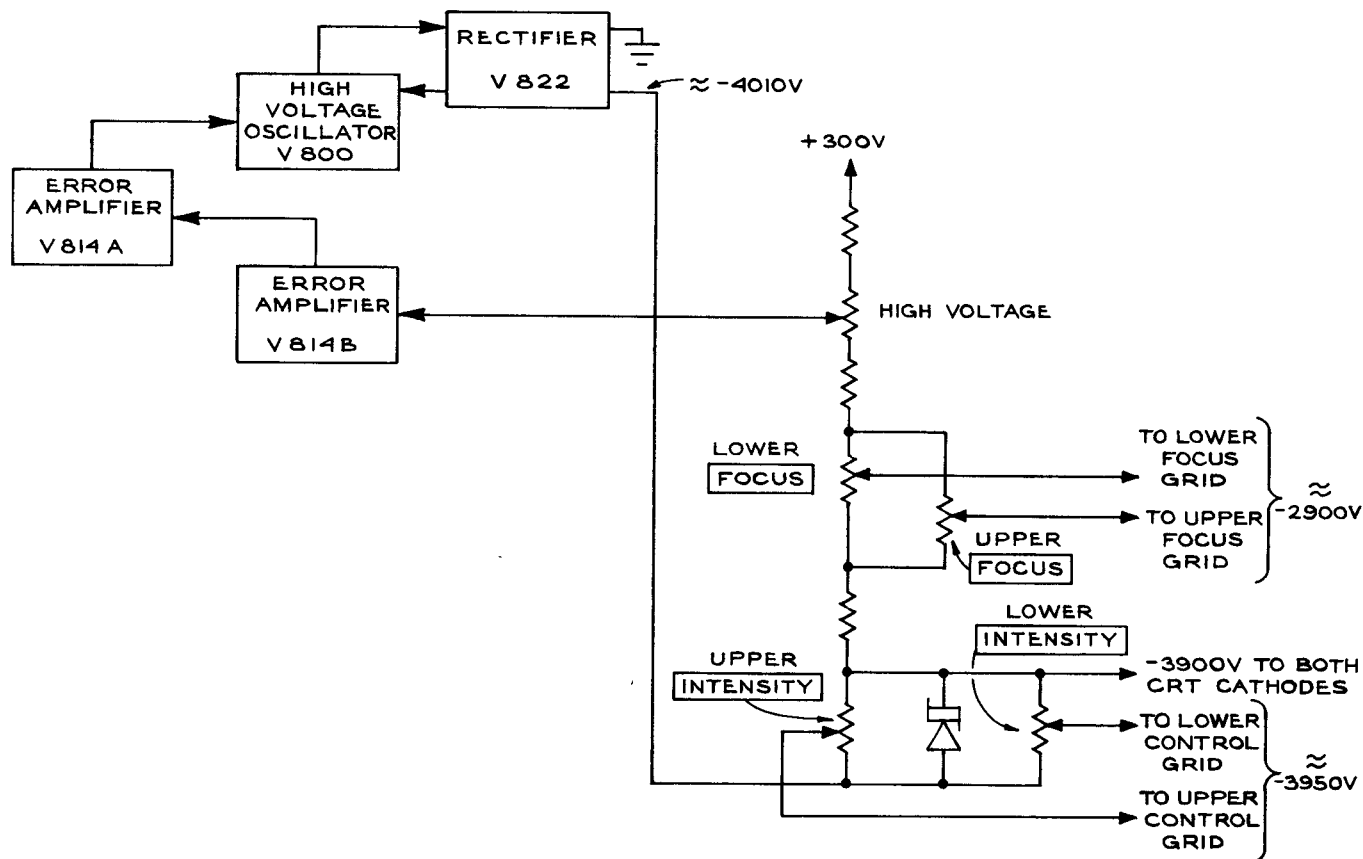 RECTIFIER
V 822
≈ -4010V
HIGH
VOLTAGE
OSCILLATOR
V 800
ERROR
AMPLIFIER
V 814 A
ERROR
AMPLIFIER
V 814 B
+300V
HIGH VOLTAGE
LOWER
FOCUS
TO LOWER
FOCUS
GRID
TO UPPER
FOCUS
GRID
≈
-2900V
UPPER
FOCUS
LOWER
INTENSITY
UPPER
INTENSITY
-3900V TO BOTH
CRT CATHODES
TO LOWER
CONTROL
GRID
TO UPPER
CONTROL
GRID
≈
-3950V